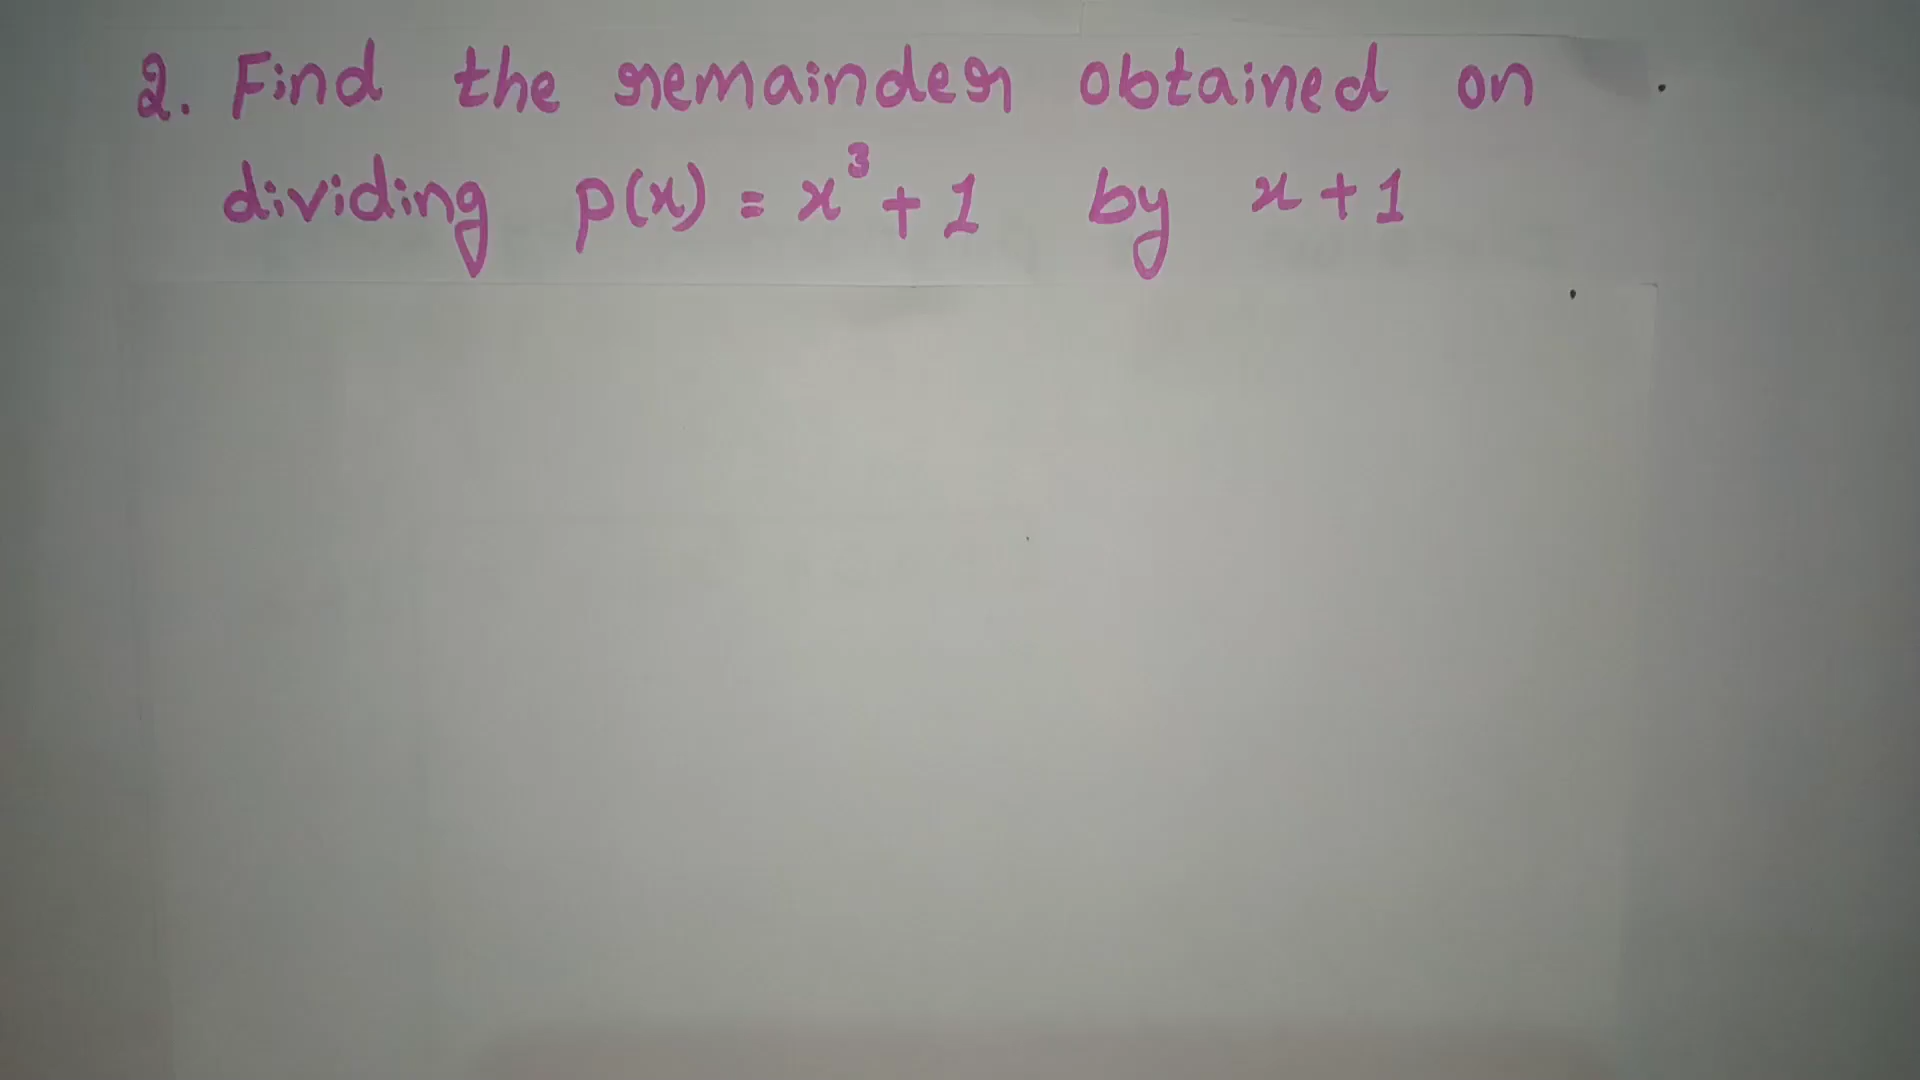 2. Find the remainder obtained on
dividing p(x) = x³ + 1 by x + 1